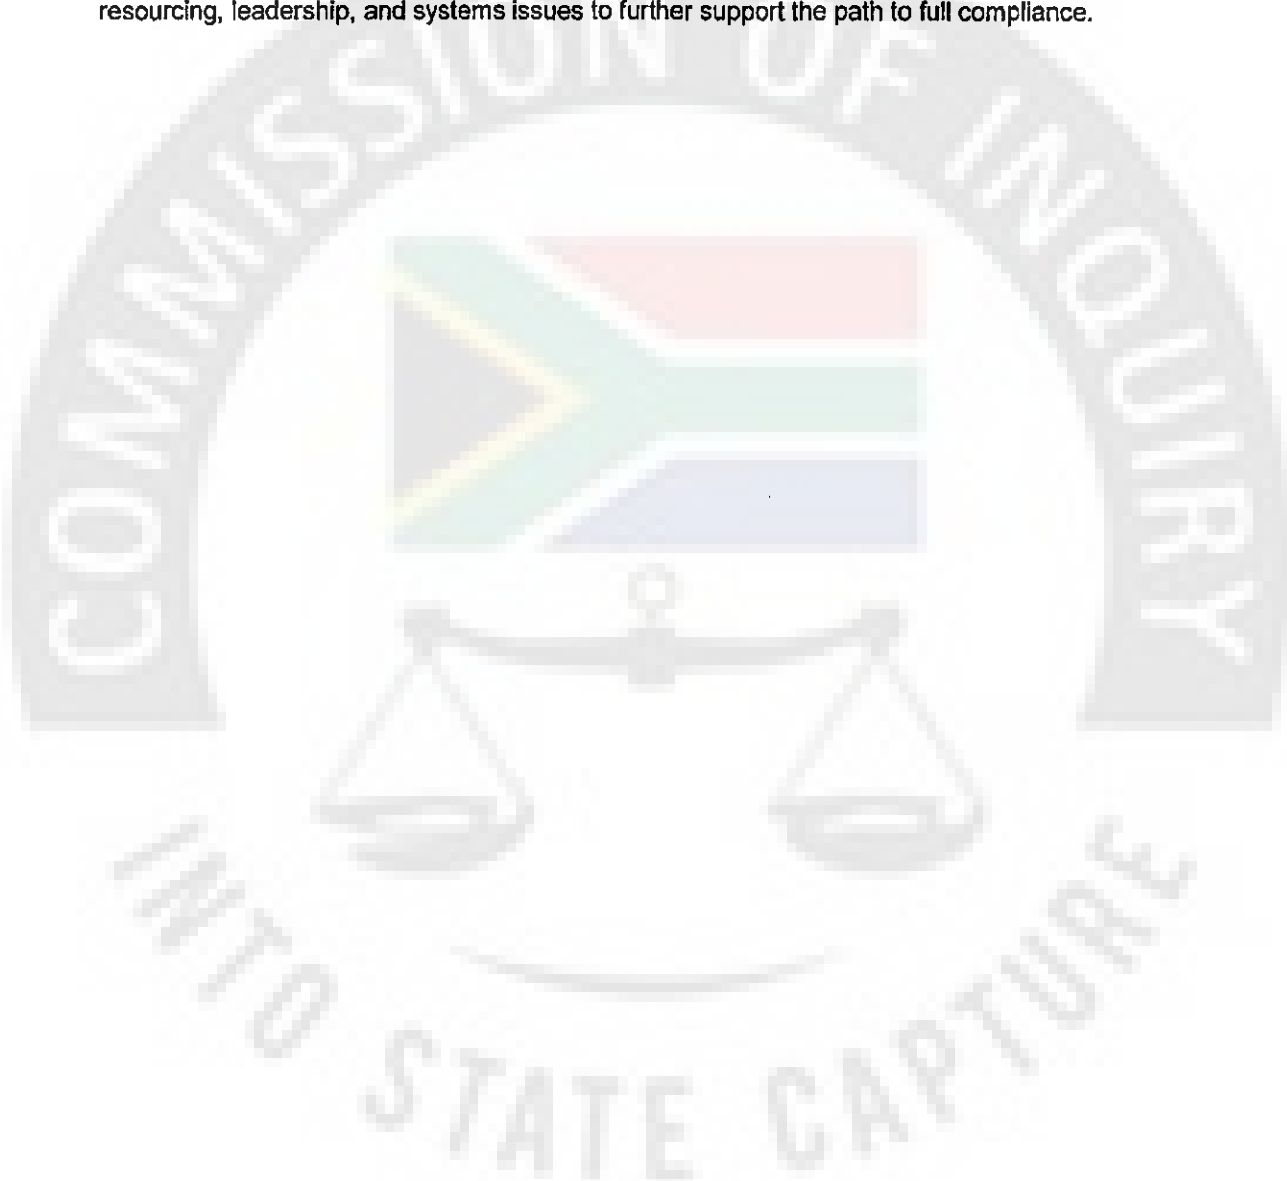 resourcing, leadership, and systems issues to further support the path to full compliance.
COMMISSION OF INQUIRY
INTO STATE CAPTURE